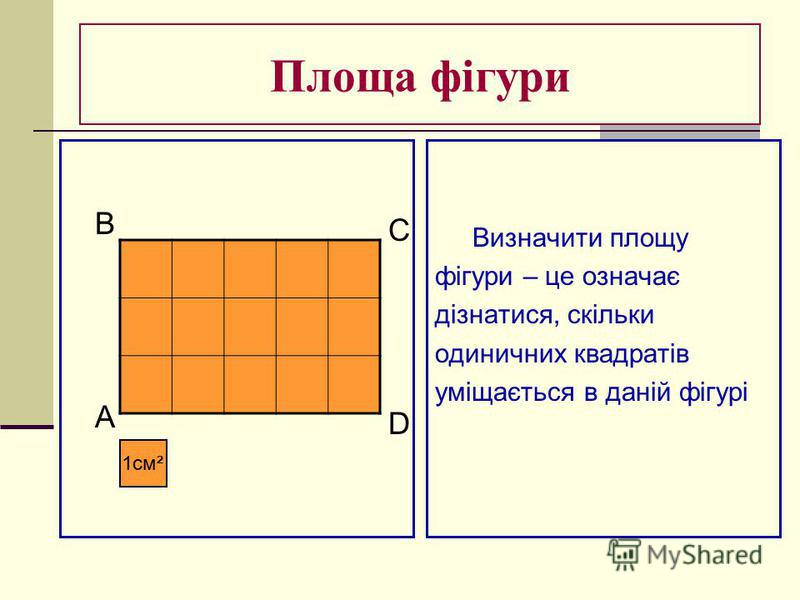 Площа фігури
B
C
A
D
1см²
Визначити площу
фігури – це означає
дізнатися, скільки
одиничних квадратів
уміщається в даній фігурі
MyShared